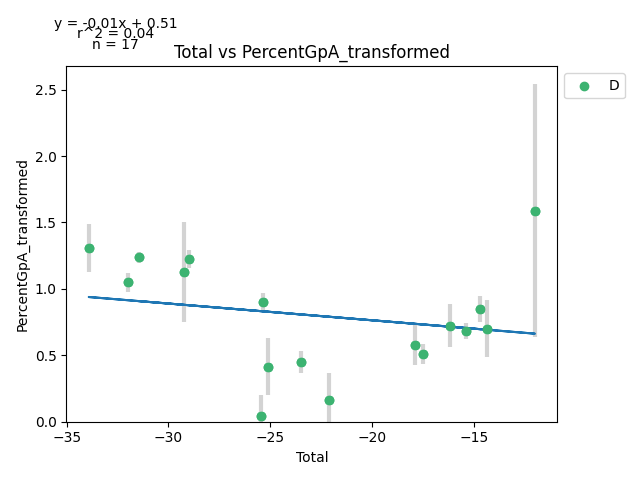 y = -0.01x + 0.51
r^2 = 0.04
n = 17
Total vs PercentGpA_transformed
D
PercentGpA_transformed
2.5
2.0
1.5
1.0
0.5
0.0
−35
−30
−25
−20
−15
Total